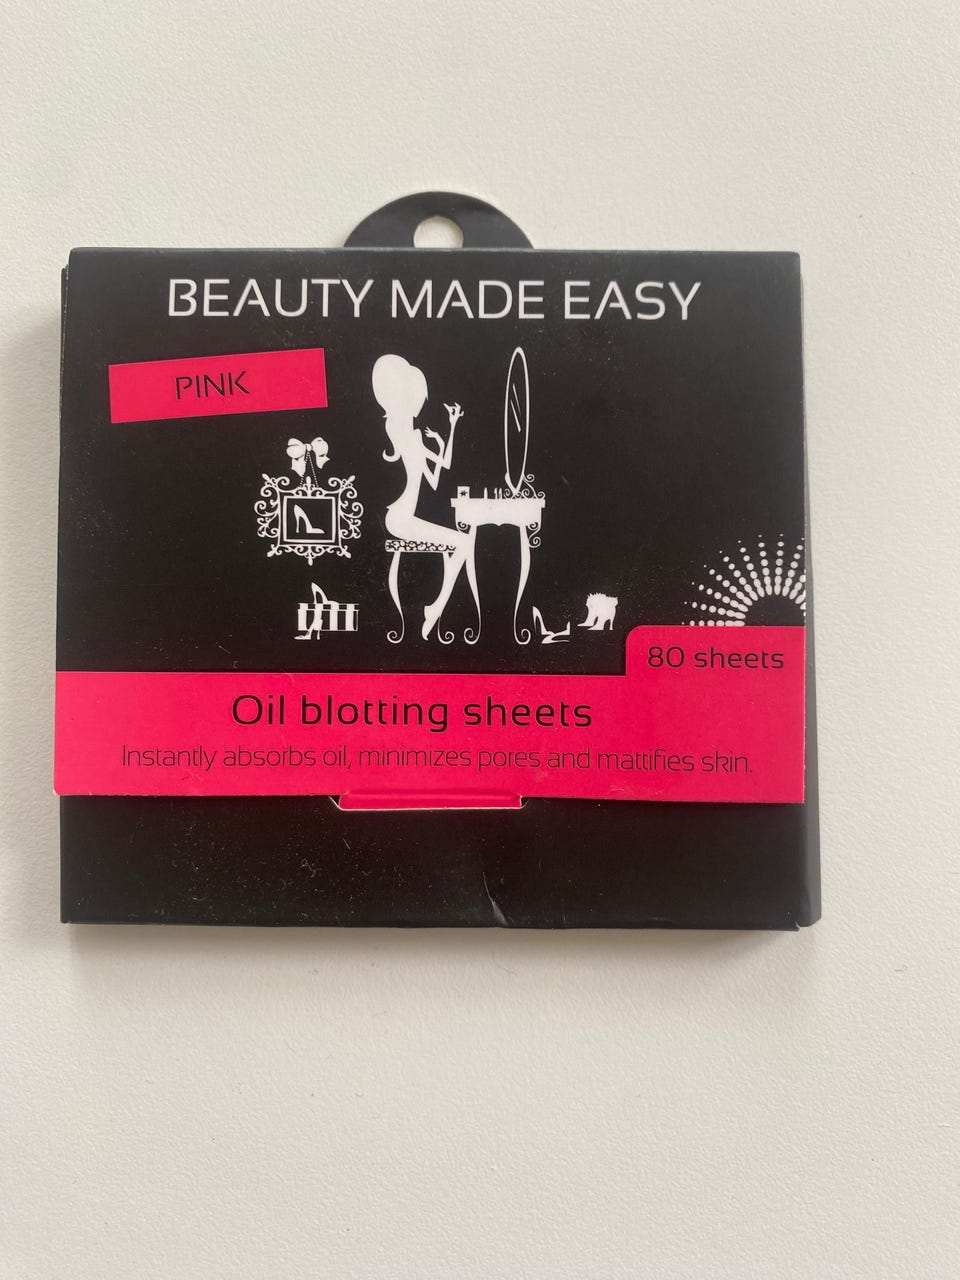 BEAUTY MADE EASY
PINK
80 sheets
Oil blotting sheets
Instantly absorbs oil, minimizes pores and mattifies skin.